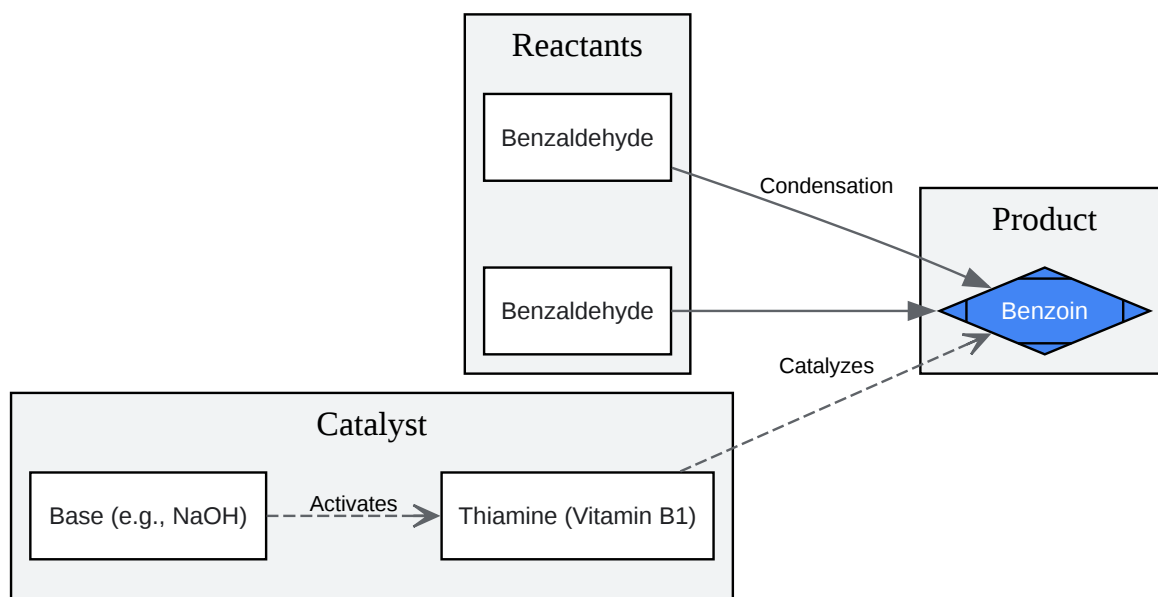 Reactants
Benzaldehyde
Condensation
Product
Benzaldehyde
Benzoin
Catalyzes
Catalyst
Base (e.g., NaOH)
Activates
Thiamine (Vitamin B1)